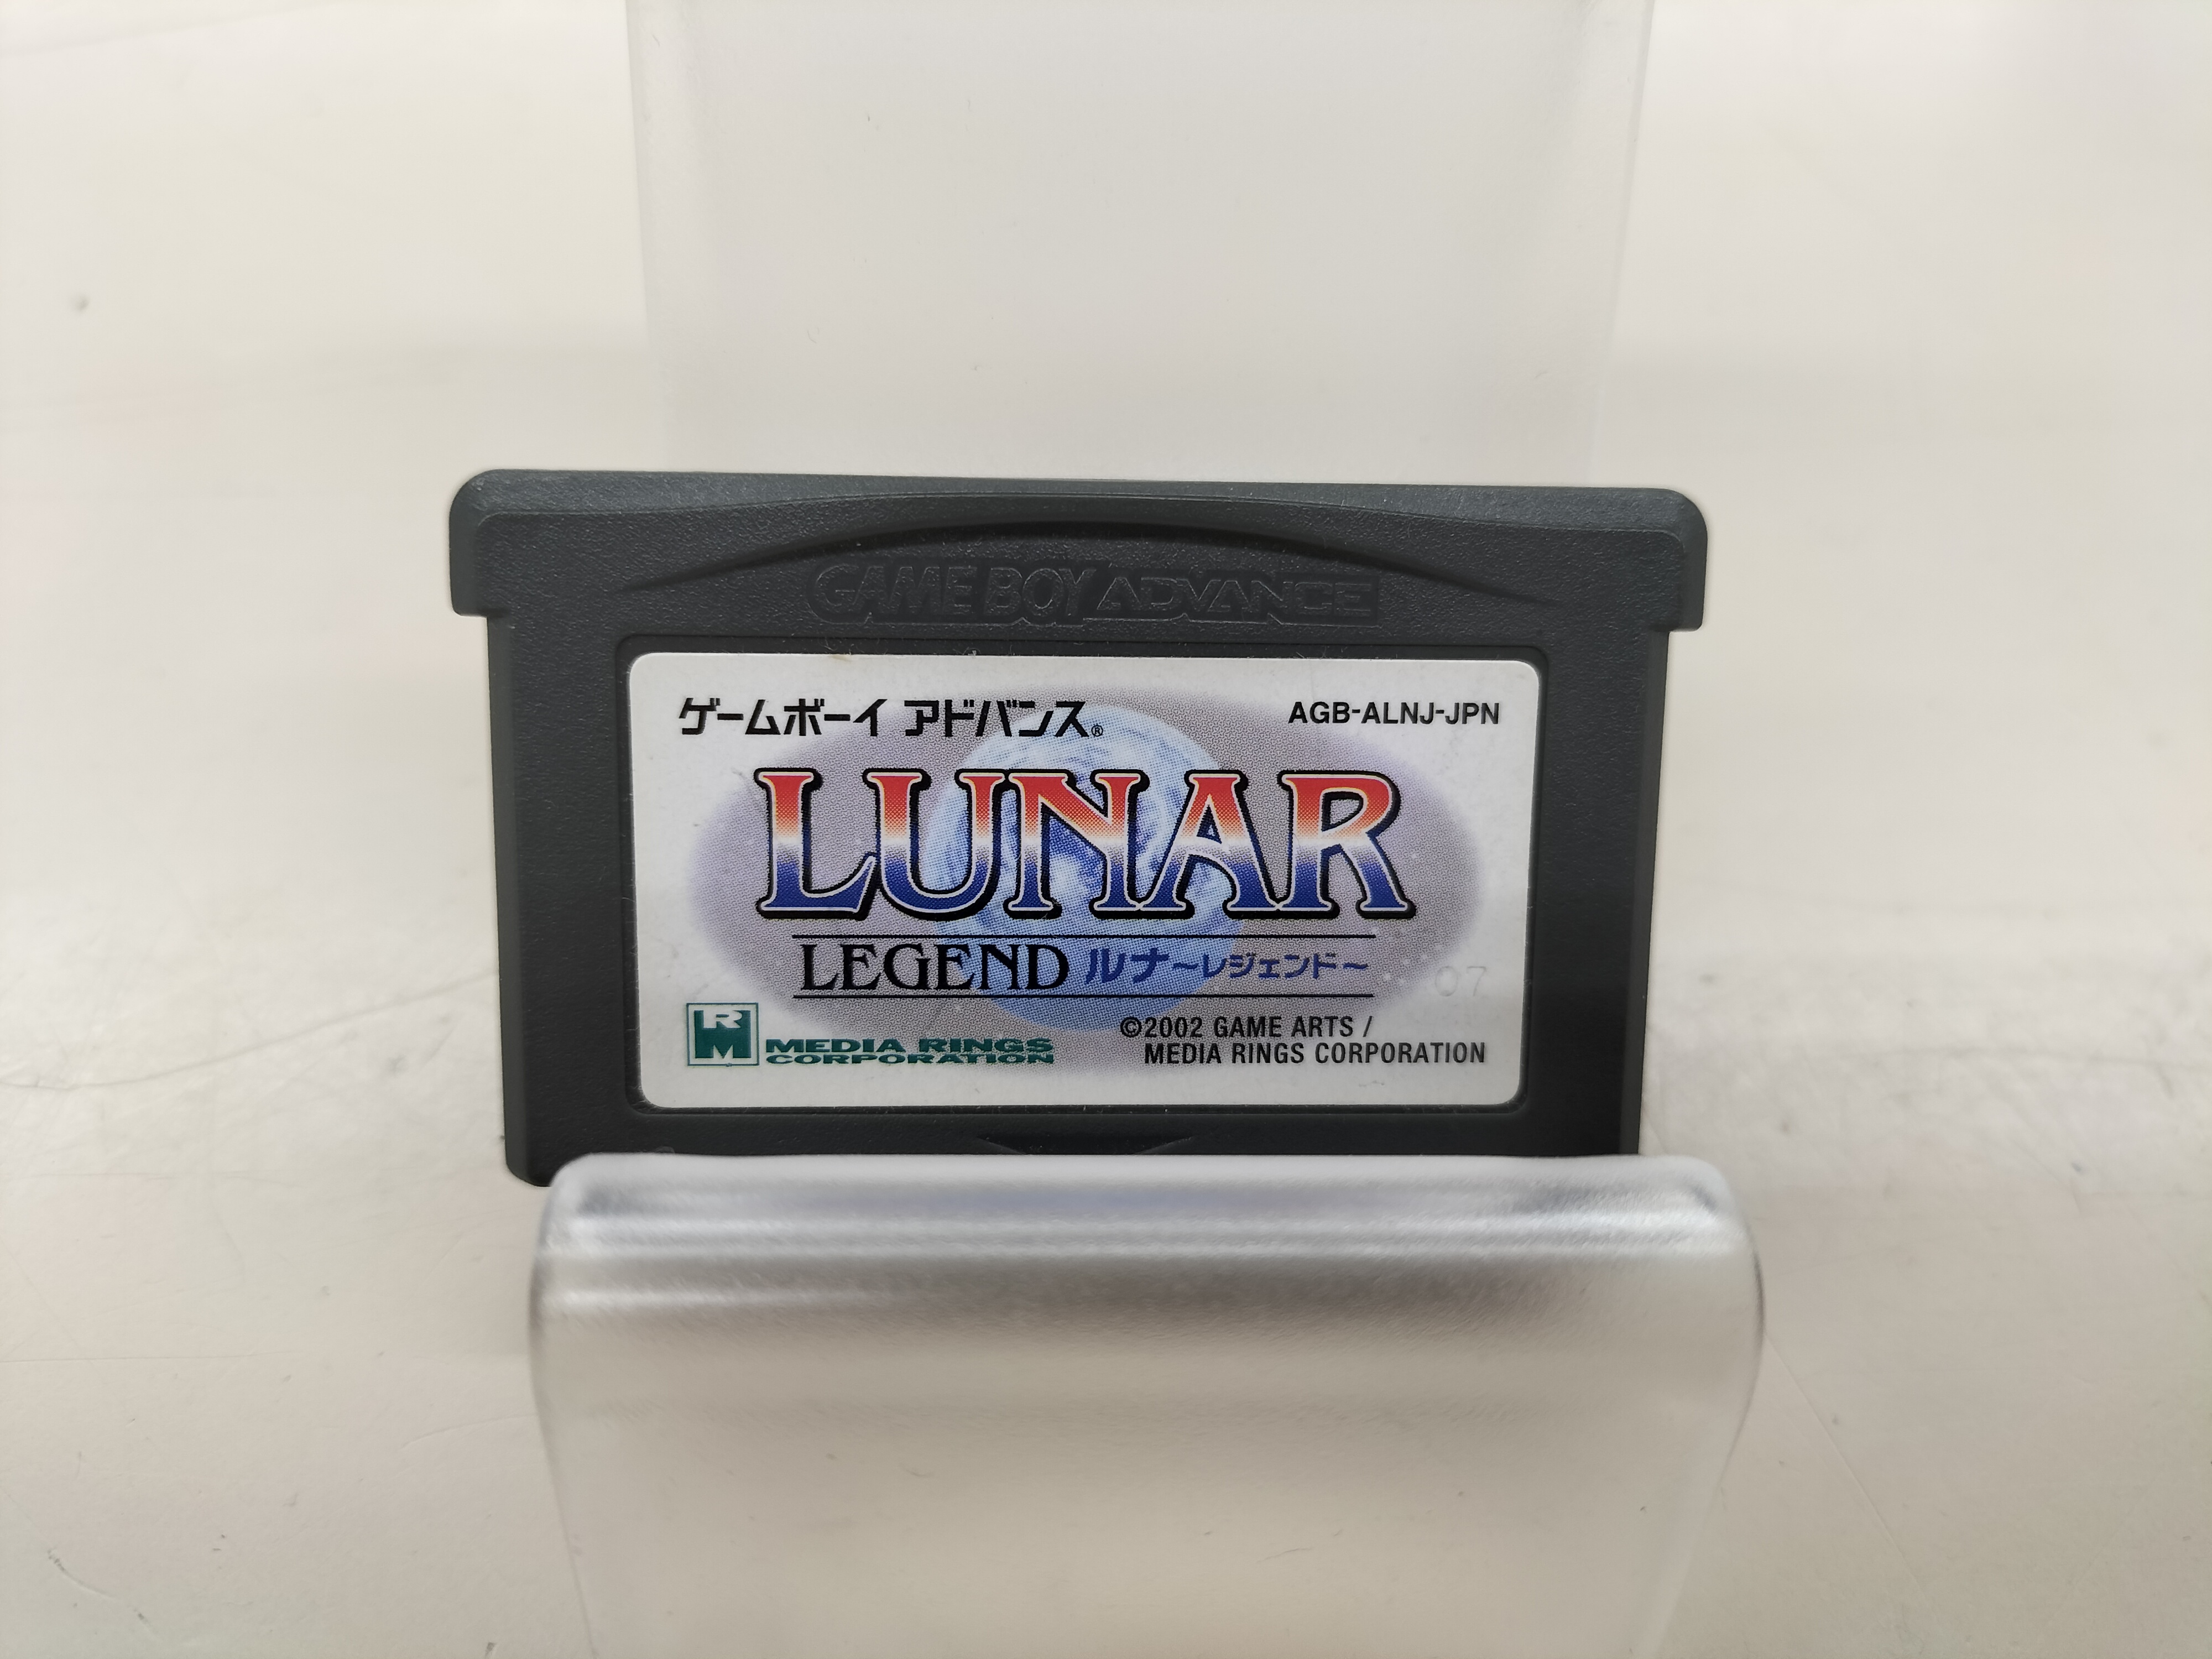 GAME BOY ADVANCE
ゲームボーイ アドバンス®
AGB-ALNJ-JPN
LUNAR
LEGEND ルナ～レジェンド～
07
RM
MEDIA RINGS
CORPORATION
©2002 GAME ARTS /
MEDIA RINGS CORPORATION